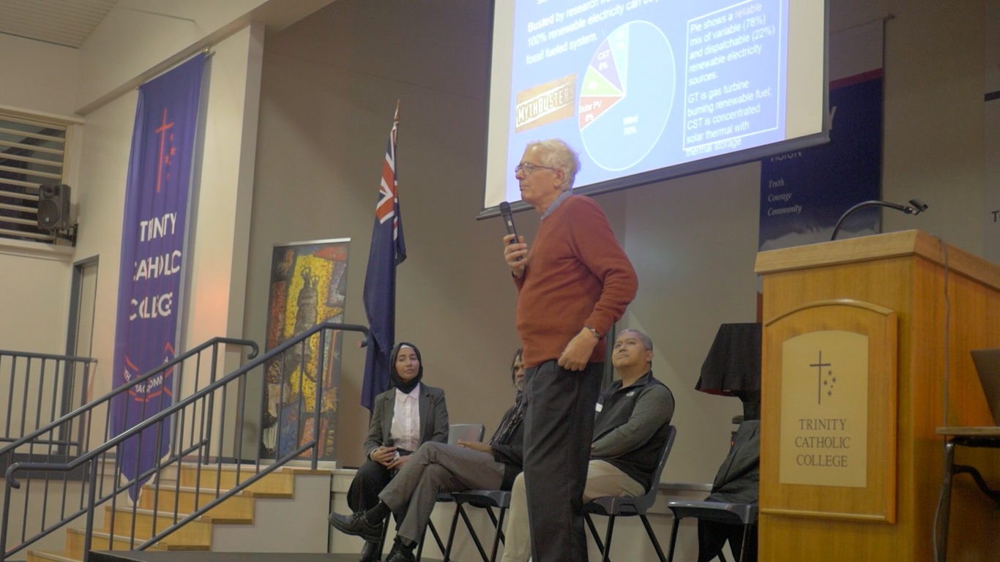 Busted by research
100% renewable electricity can be
fossil fueled system.
MYTHBUSTERS
CST
8%
Solar PV
8%
Wind
70%
Pie shows a reliable
mix of variable (78%)
and dispatchable (22%)
renewable electricity
sources.
GT is gas turbine
burning renewable fuel;
CST is concentrated
solar thermal with
thermal storage
TRINITY
CATHOLIC
COLLEGE
Truth
Courage
Community
TRINITY
CATHOLIC
COLLEGE